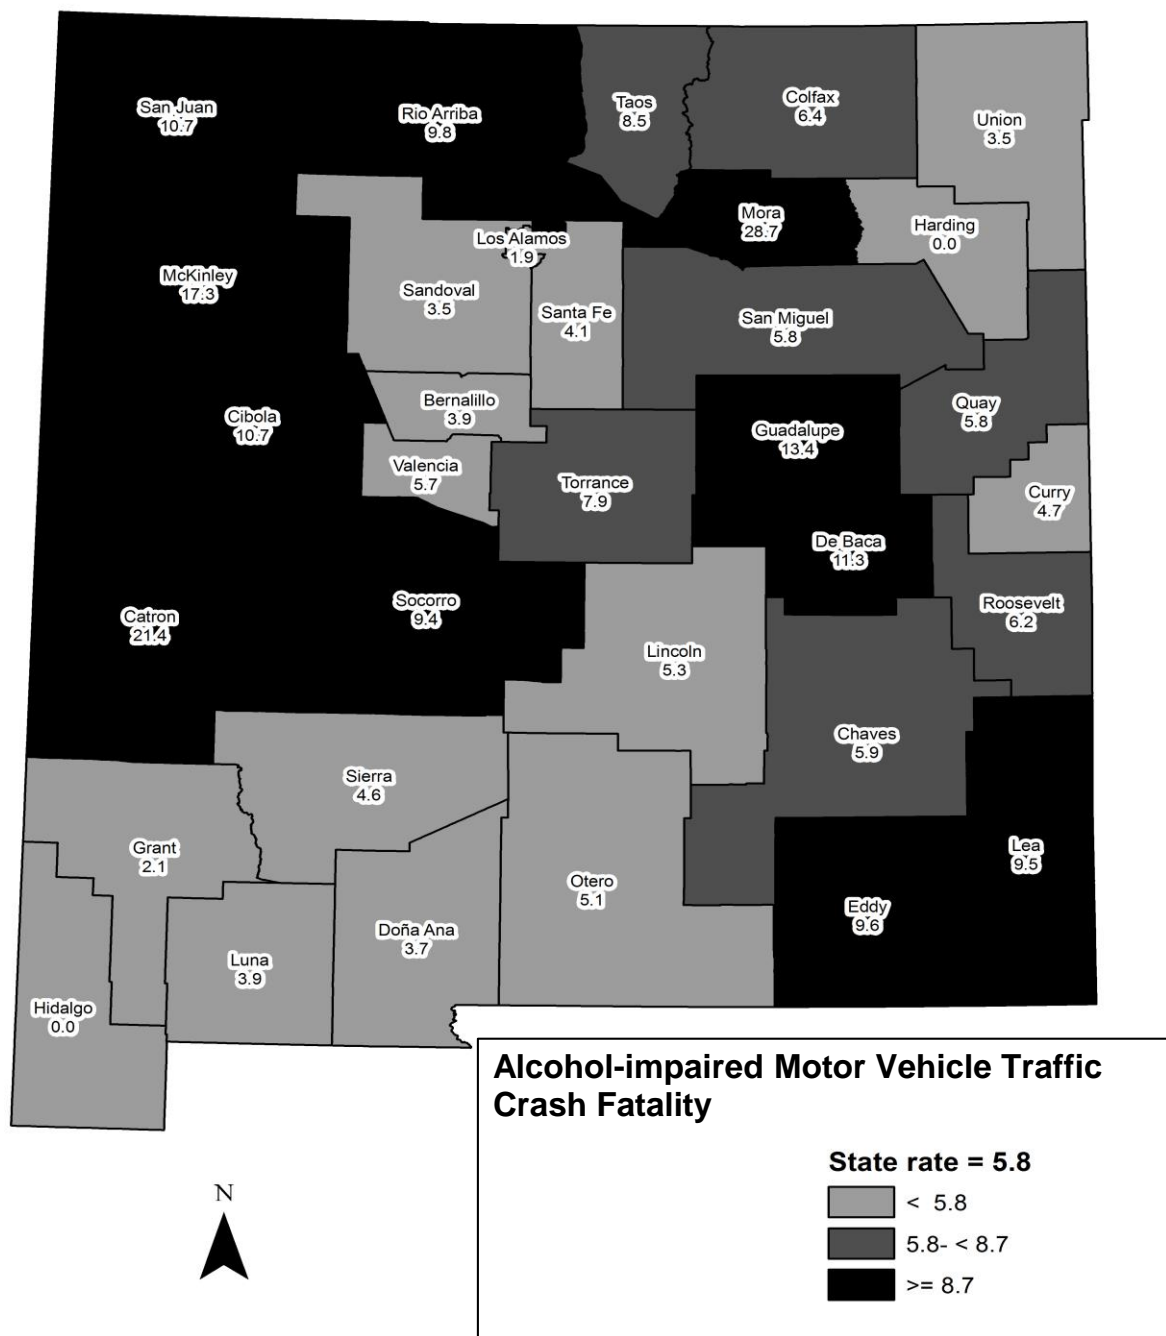 San Juan
10.7
Rio Arriba
9.8
Taos
8.5
Colfax
6.4
Union
3.5
Mora
28.7
Harding
0.0
Los Alamos
1.9
McKinley
17.3
Sandoval
3.5
Santa Fe
4.1
San Miguel
5.8
Bernalillo
3.9
Cibola
10.7
Guadalupe
13.4
Quay
5.8
Valencia
5.7
Torrance
7.9
Curry
4.7
De Baca
11.3
Catron
21.4
Socorro
9.4
Roosevelt
6.2
Lincoln
5.3
Chaves
5.9
Sierra
4.6
Grant
2.1
Lea
9.5
Otero
5.1
Eddy
9.6
Doña Ana
3.7
Luna
3.9
Hidalgo
0.0
Alcohol-impaired Motor Vehicle Traffic
Crash Fatality
State rate = 5.8
< 5.8
5.8- < 8.7
>= 8.7
N